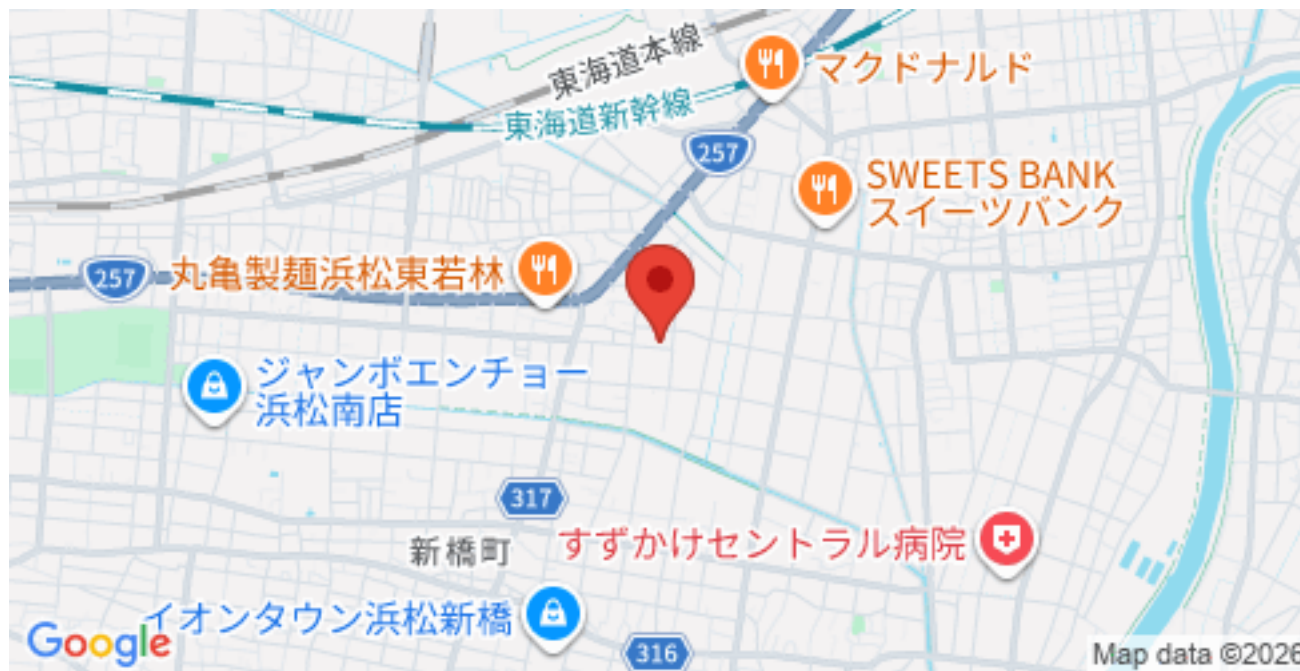 東海道本線
マクドナルド
東海道新幹線
257
SWEETS BANK
スイーツバンク
257
丸亀製麺浜松東若林
ジャンボエンチョー
浜松南店
317
新橋町
すずかけセントラル病院
イオンタウン浜松新橋
316
Google
Map data ©2026